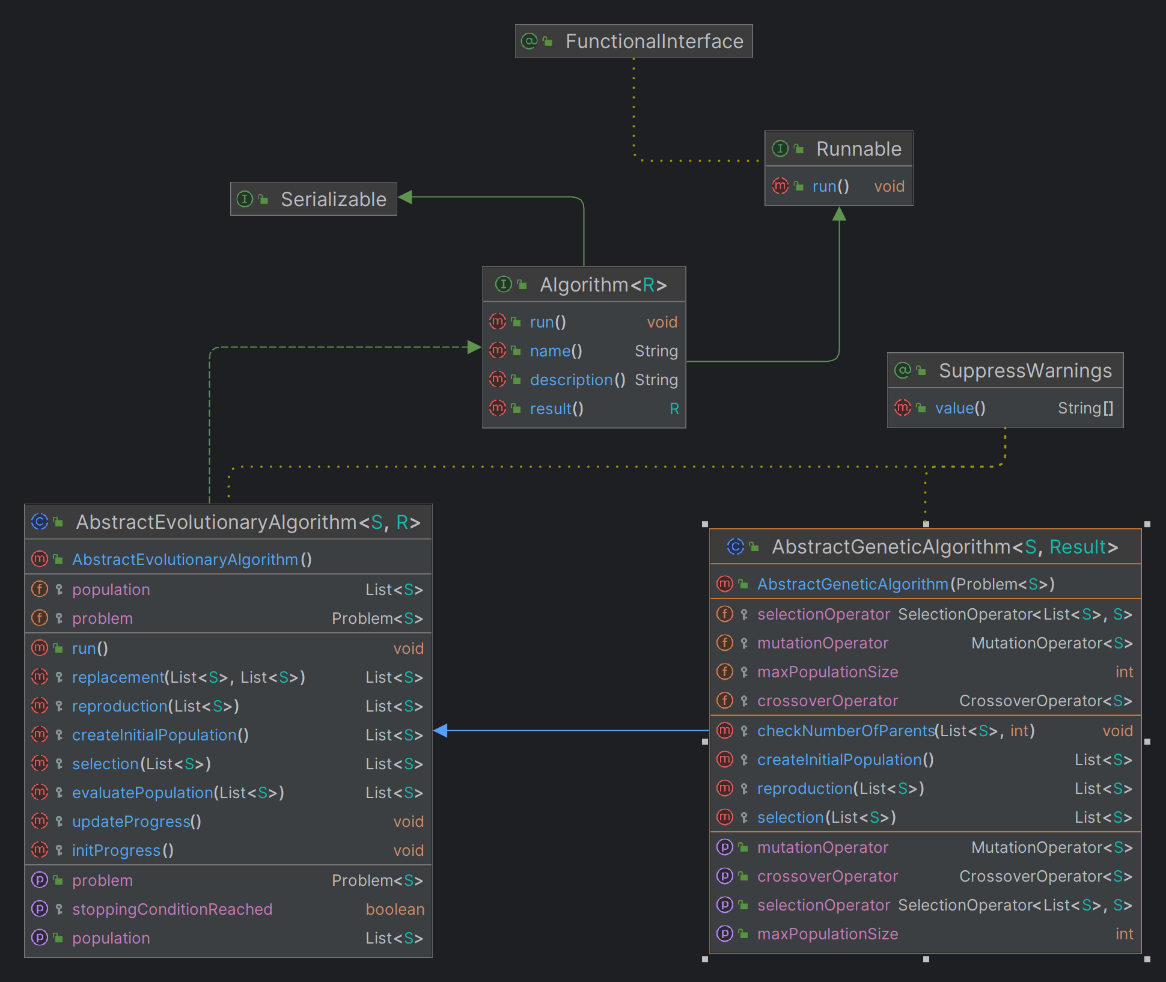 FunctionalInterface
Runnable
run() void
Serializable
Algorithm<R>
run() void
name() String
description() String
result() R
SuppressWarnings
value() String[]
AbstractEvolutionaryAlgorithm<S, R>
AbstractEvolutionaryAlgorithm()
population List<S>
problem Problem<S>
run() void
replacement(List<S>, List<S>) List<S>
reproduction(List<S>) List<S>
createInitialPopulation() List<S>
selection(List<S>) List<S>
evaluatePopulation(List<S>) List<S>
updateProgress() void
initProgress() void
problem Problem<S>
stoppingConditionReached boolean
population List<S>
AbstractGeneticAlgorithm<S, Result>
AbstractGeneticAlgorithm(Problem<S>)
selectionOperator SelectionOperator<List<S>, S>
mutationOperator MutationOperator<S>
maxPopulationSize int
crossoverOperator CrossoverOperator<S>
checkNumberOfParents(List<S>, int) void
createInitialPopulation() List<S>
reproduction(List<S>) List<S>
selection(List<S>) List<S>
mutationOperator MutationOperator<S>
crossoverOperator CrossoverOperator<S>
selectionOperator SelectionOperator<List<S>, S>
maxPopulationSize int